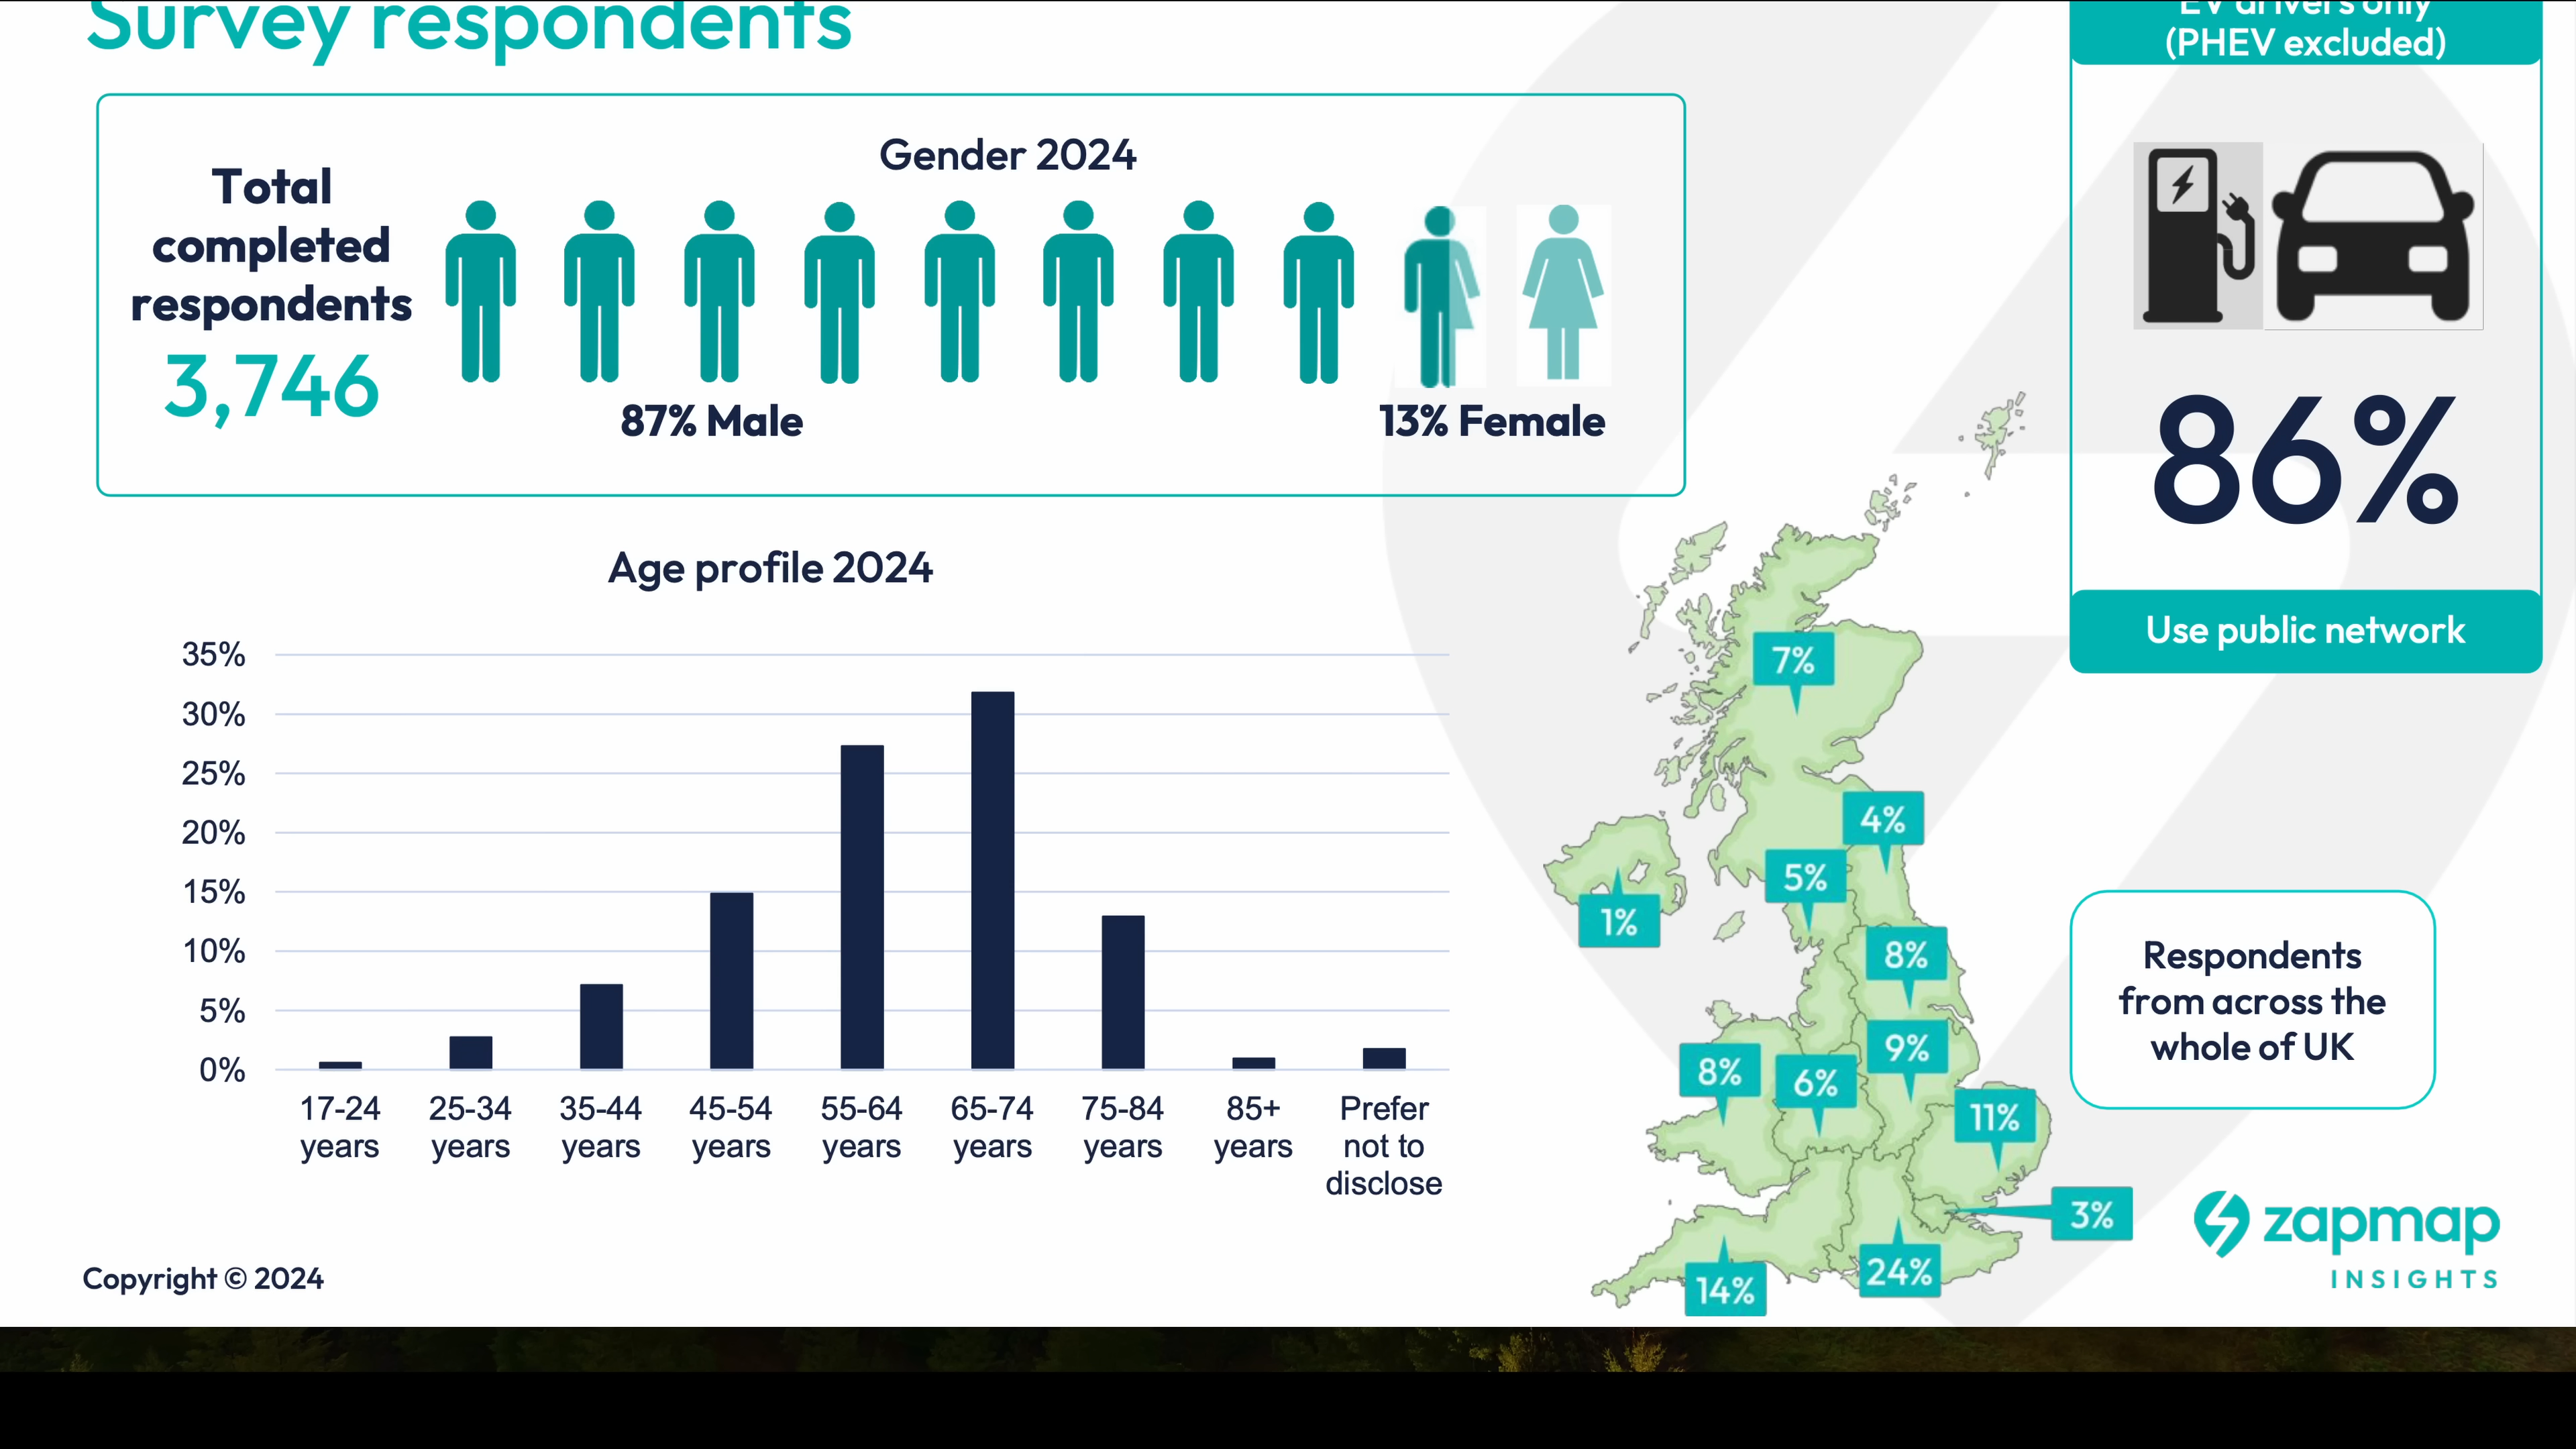 Survey respondents
EV drivers only
(PHEV excluded)
Gender 2024
Total
completed
respondents
3,746
87% Male
13% Female
86%
Use public network
Age profile 2024
35%
30%
25%
20%
15%
10%
5%
0%
17-24
years
25-34
years
35-44
years
45-54
years
55-64
years
65-74
years
75-84
years
85+
years
Prefer
not to
disclose
7%
4%
5%
1%
8%
9%
8%
6%
11%
3%
24%
14%
Respondents
from across the
whole of UK
zapmap
INSIGHTS
Copyright © 2024